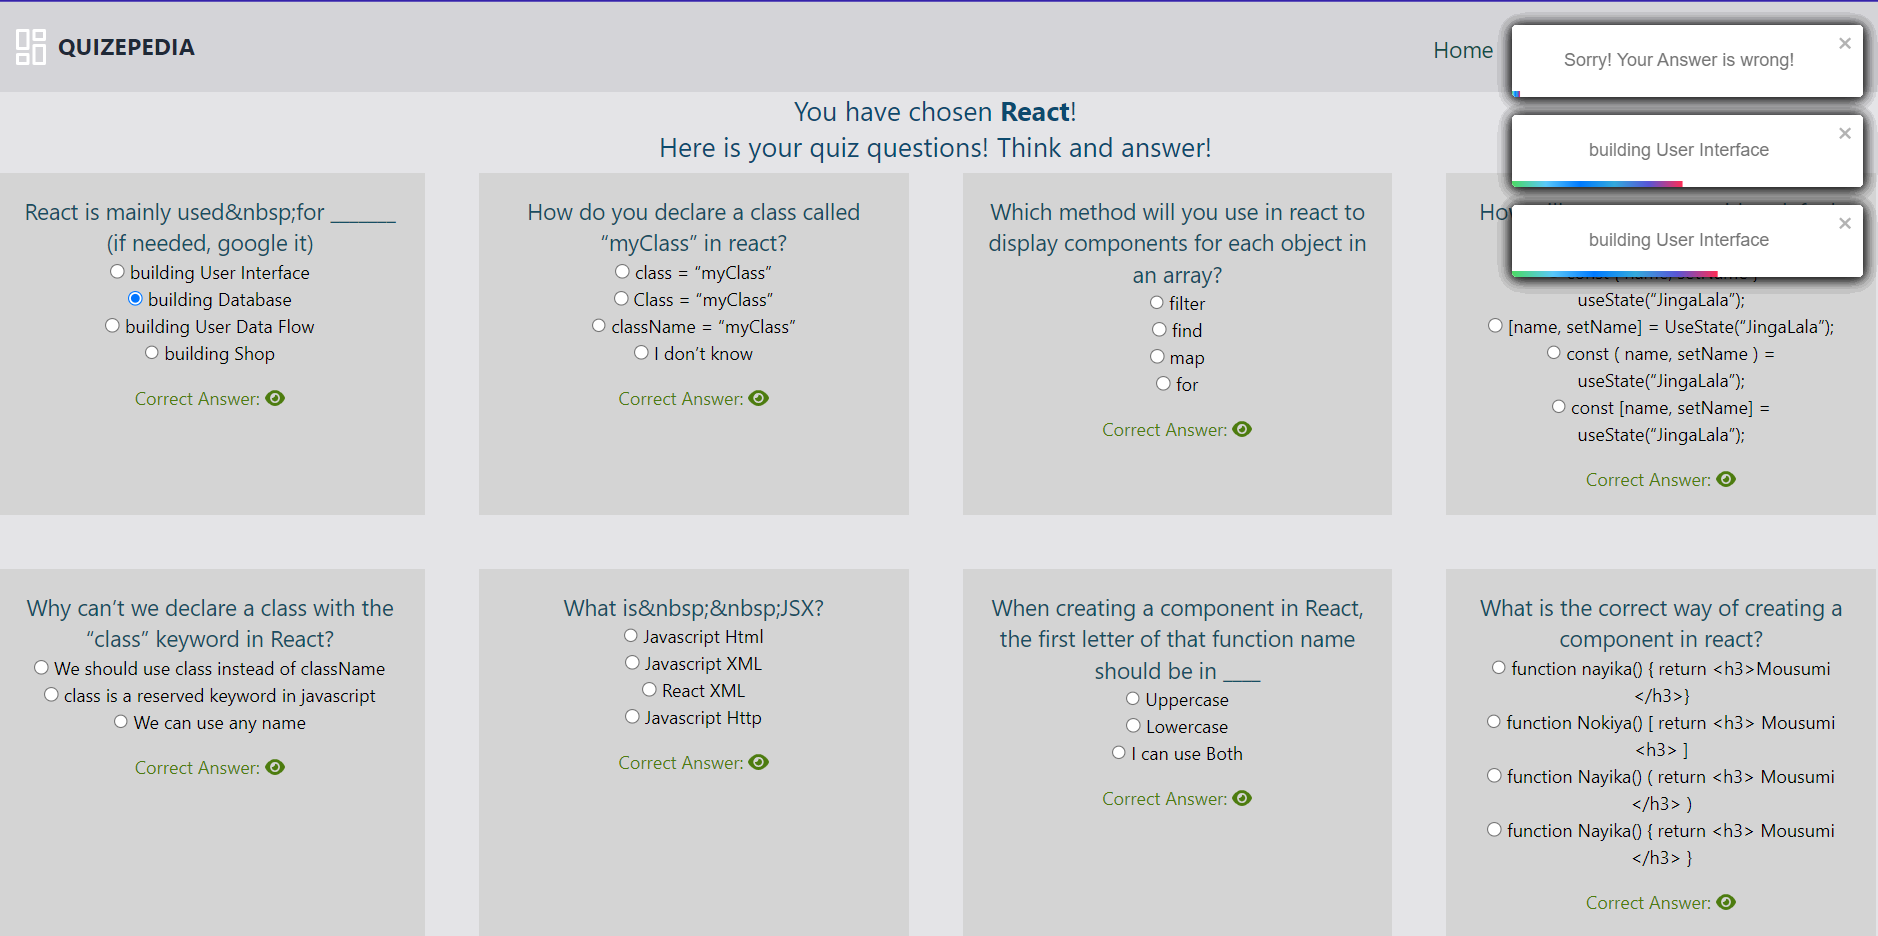 QUIZEPEDIA
Home
Sorry! Your Answer is wrong!
building User Interface
building User Interface
You have chosen React!
Here is your quiz questions! Think and answer!
React is mainly used&nbsp;for _______
(if needed, google it)
building User Interface
building Database
building User Data Flow
building Shop
Correct Answer:
How do you declare a class called
“myClass” in react?
class = “myClass”
Class = “myClass”
className = “myClass”
I don’t know
Correct Answer:
Which method will you use in react to
display components for each object in
an array?
filter
find
map
for
Correct Answer:
useState(“JingaLala”);
[name, setName] = UseState(“JingaLala”);
const ( name, setName ) =
useState(“JingaLala”);
const [name, setName] =
useState(“JingaLala”);
Correct Answer:
Why can’t we declare a class with the
“class” keyword in React?
We should use class instead of className
class is a reserved keyword in javascript
We can use any name
Correct Answer:
What is&nbsp;&nbsp;JSX?
Javascript Html
Javascript XML
React XML
Javascript Http
Correct Answer:
When creating a component in React,
the first letter of that function name
should be in ____
Uppercase
Lowercase
I can use Both
Correct Answer:
What is the correct way of creating a
component in react?
function nayika() { return <h3>Mousumi
</h3>}
function Nokiya() [ return <h3> Mousumi
<h3> ]
function Nayika() ( return <h3> Mousumi
</h3> )
function Nayika() { return <h3> Mousumi
</h3> }
Correct Answer: